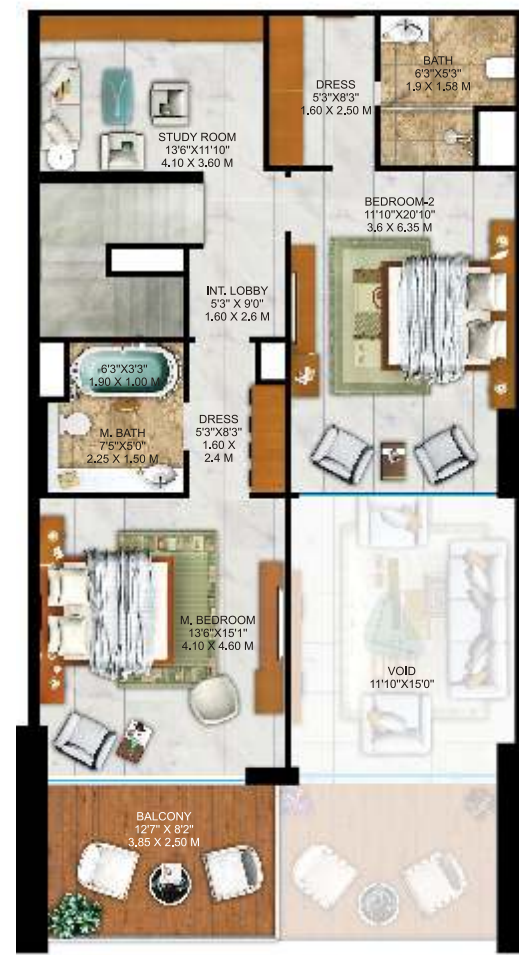 BATH
6'3"X5'3"
1.9 X 1.58 M
DRESS
5'3"X8'3"
1.60 X 2.50 M
STUDY ROOM
13'6"X11'10"
4.10 X 3.60 M
BEDROOM-2
11'10"X20'10"
3.6 X 6.35 M
INT. LOBBY
5'3" X 9'0"
1.60 X 2.6 M
6'3"X3'3"
1.90 X 1.00 M
M. BATH
7'5"X5'0"
2.25 X 1.50 M
DRESS
5'3"X8'3"
1.60 X
2.4 M
M. BEDROOM
13'6"X15'1"
4.10 X 4.60 M
VOID
11'10"X15'0"
BALCONY
12'7" X 8'2"
3.85 X 2.50 M